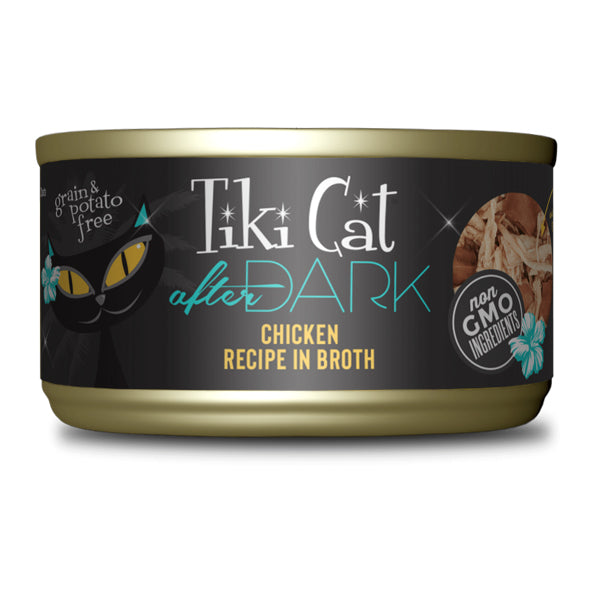 grain &
potato
free
Tiki Cat
after DARK
CHICKEN
RECIPE IN BROTH
non
GMO
INGREDIENTS